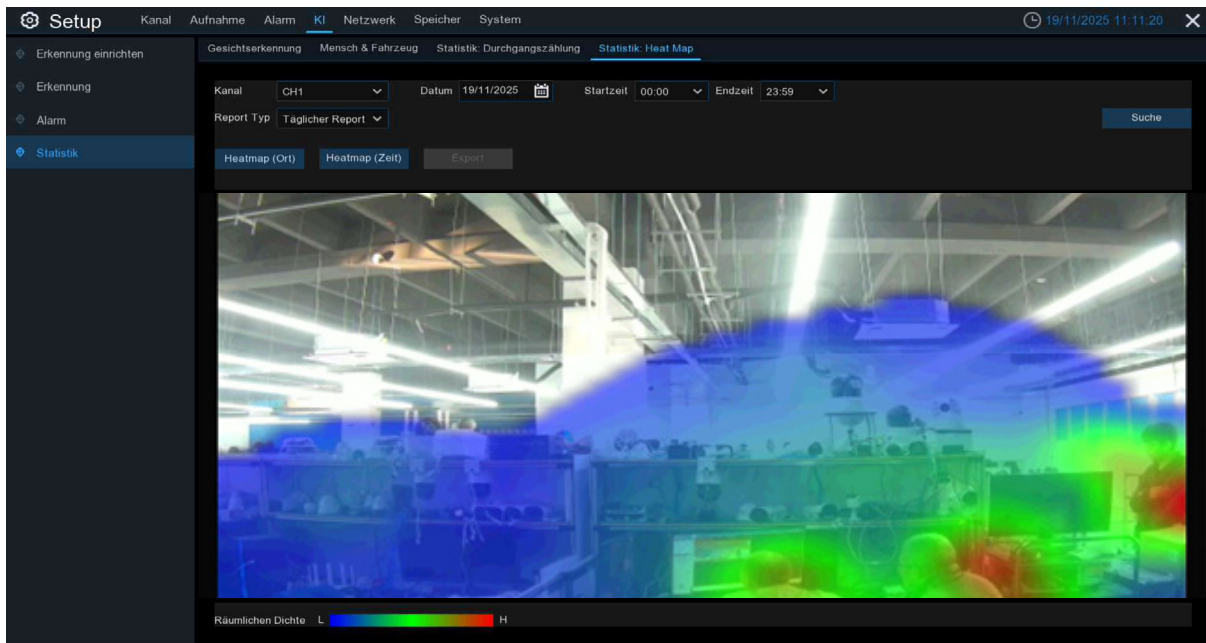 Setup Kanal Aufnahme Alarm KI Netzwerk Speicher System 19/11/2025 11:11:20
Erkennung einrichten
Erkennung
Alarm
Statistik
Gesichtserkennung Mensch & Fahrzeug Statistik: Durchgangszählung Statistik: Heat Map
Kanal CH1 Datum 19/11/2025 Startzeit 00:00 Endzeit 23:59
Report Typ Täglicher Report Suche
Heatmap (Ort) Heatmap (Zeit) Export
Räumlichen Dichte L H